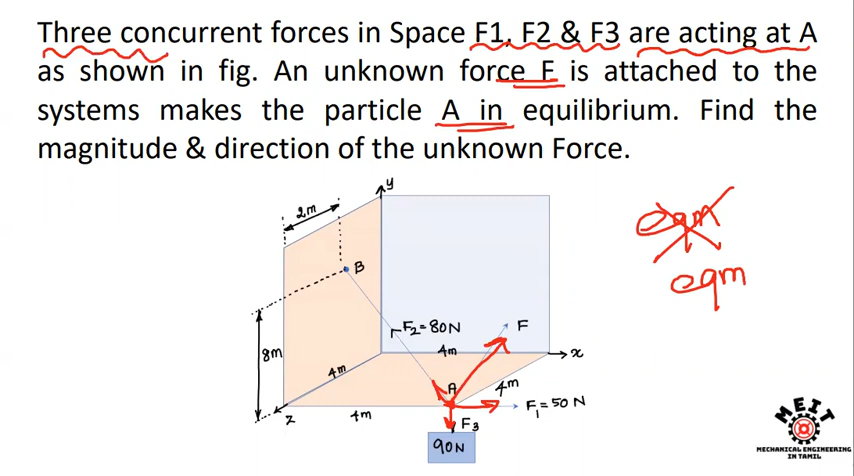 Three concurrent forces in Space F1, F2 & F3 are acting at A
as shown in fig. An unknown force F is attached to the
systems makes the particle A in equilibrium. Find the
magnitude & direction of the unknown Force.
eqm
eqm
y
2m
B
F2=80N
F
4m
x
8m
4m
A
4m
z
4m
F1=50 N
F3
90N
MEIT
MECHANICAL ENGINEERING
IN TAMIL